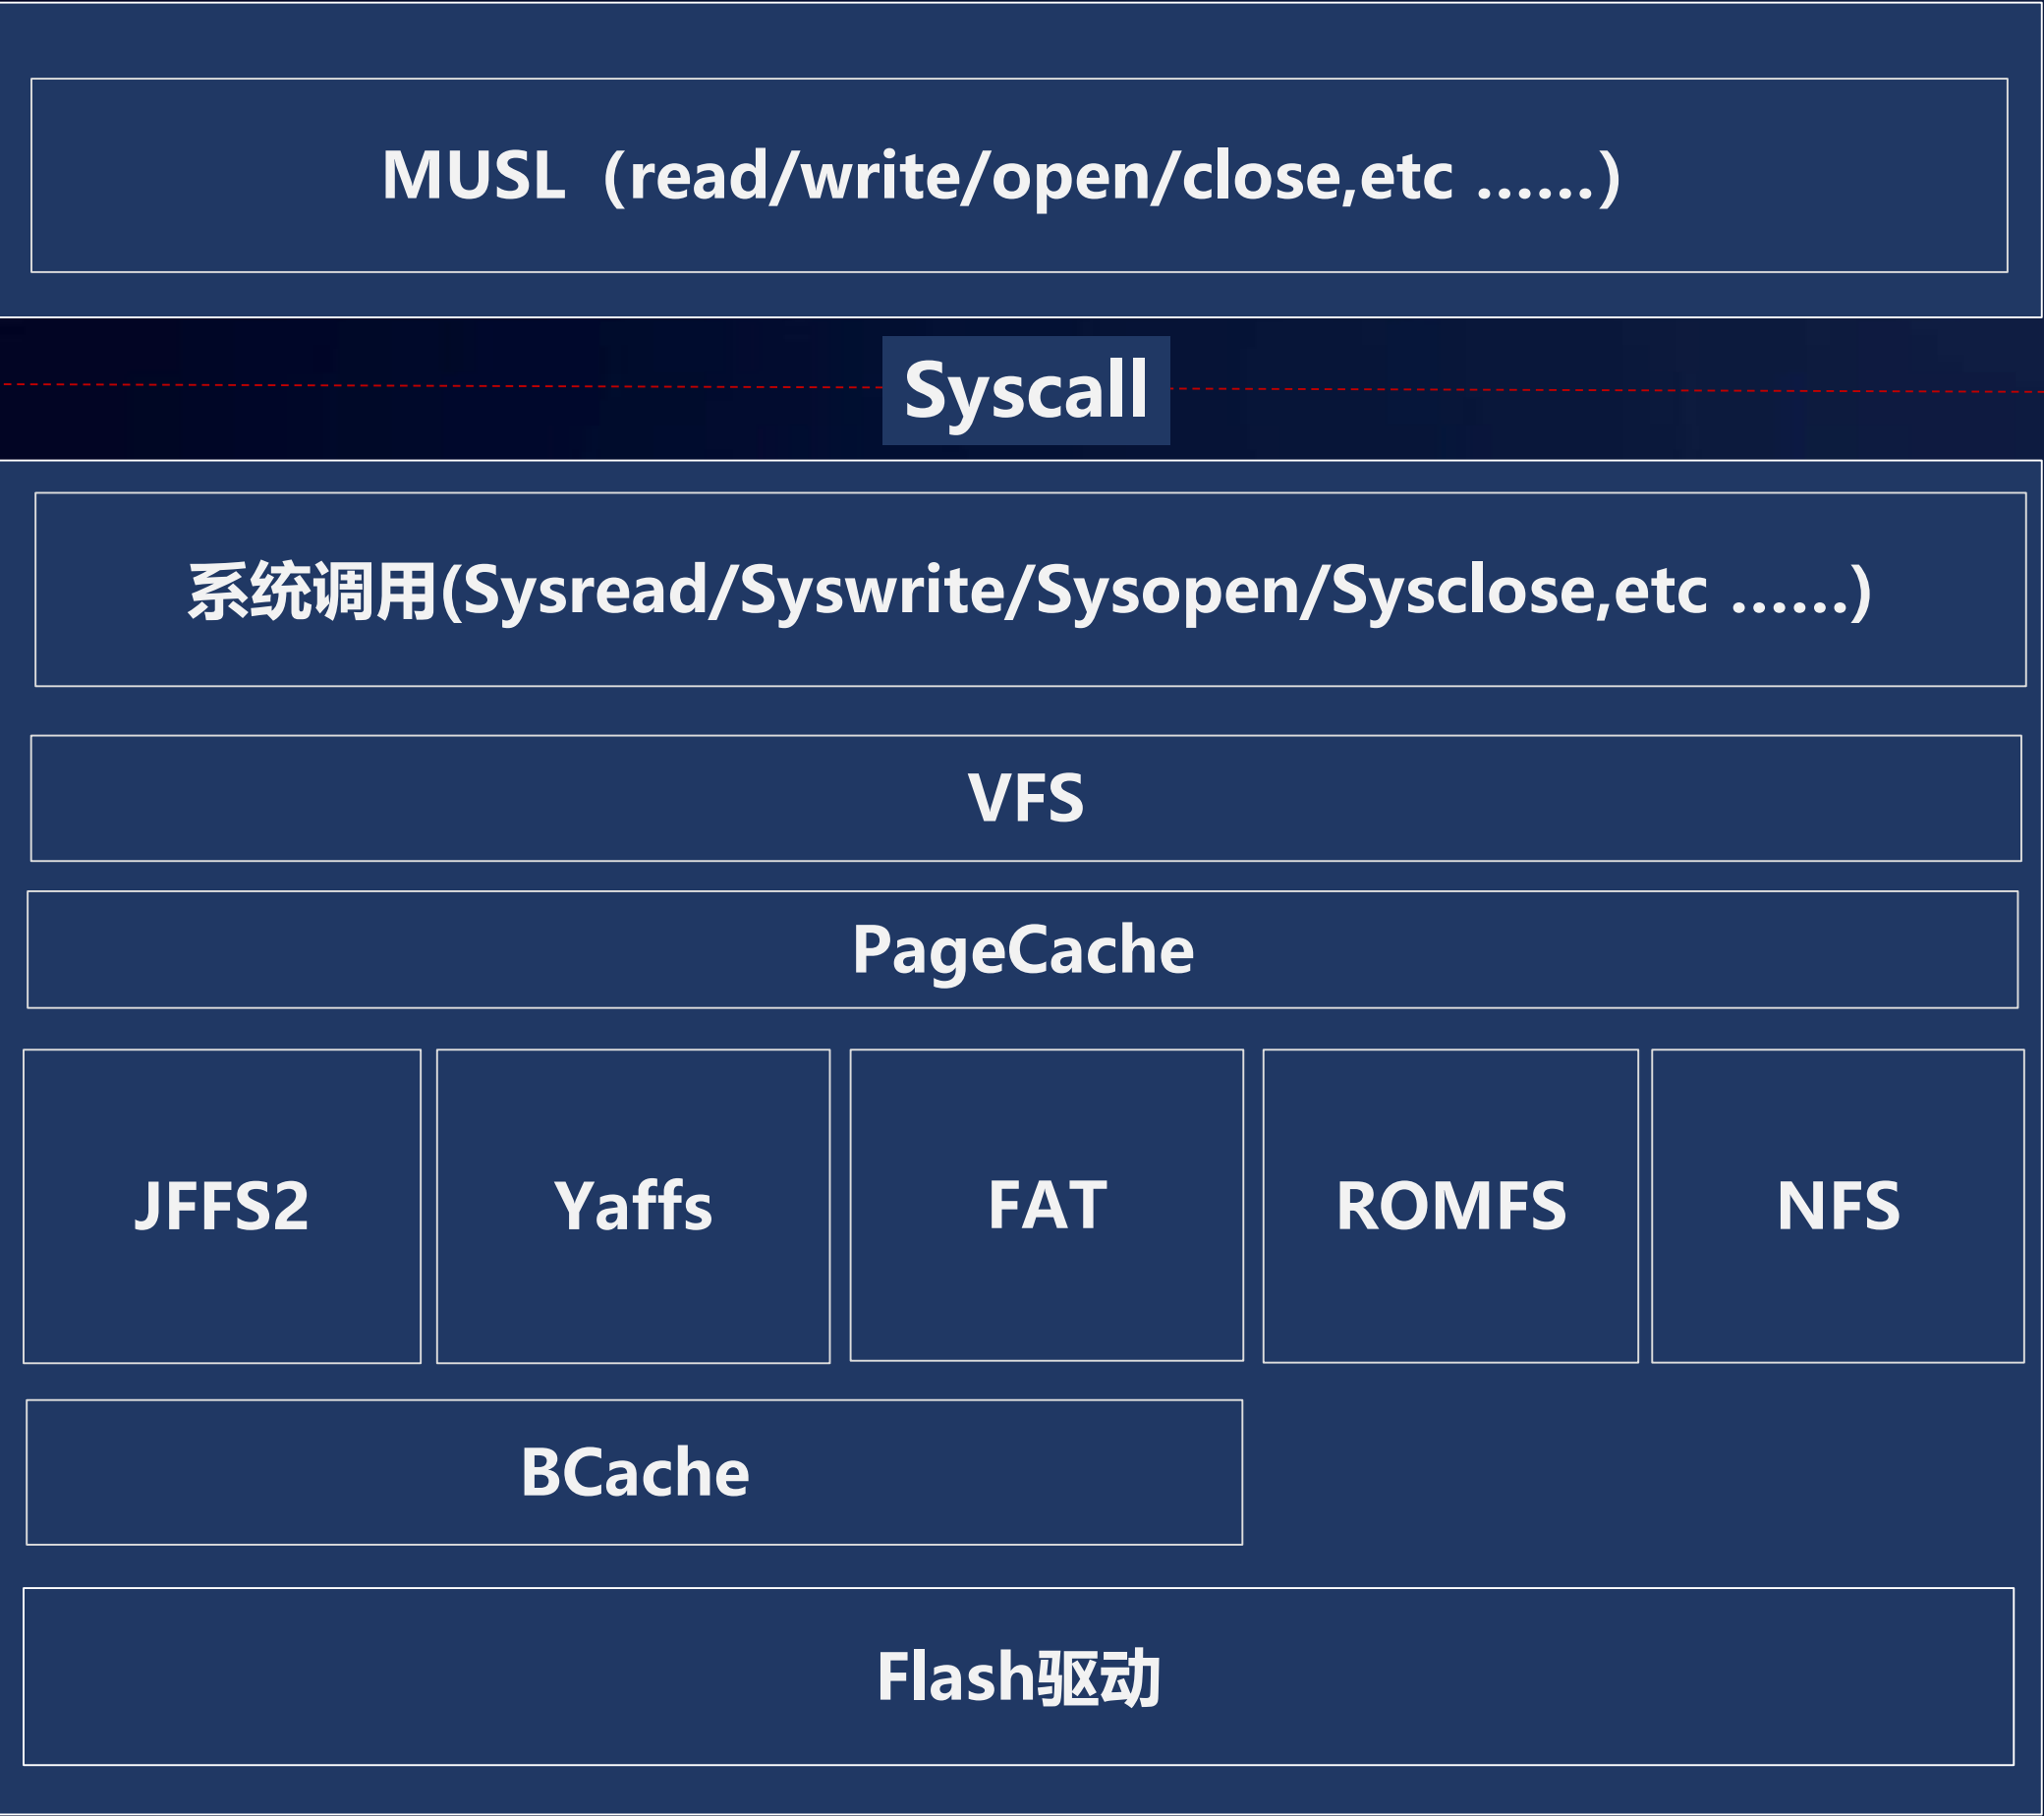 MUSL (read/write/open/close,etc ......)
Syscall
系统调用(Sysread/Syswrite/Sysopen/Sysclose,etc ......)
VFS
PageCache
JFFS2
Yaffs
FAT
ROMFS
NFS
BCache
Flash驱动